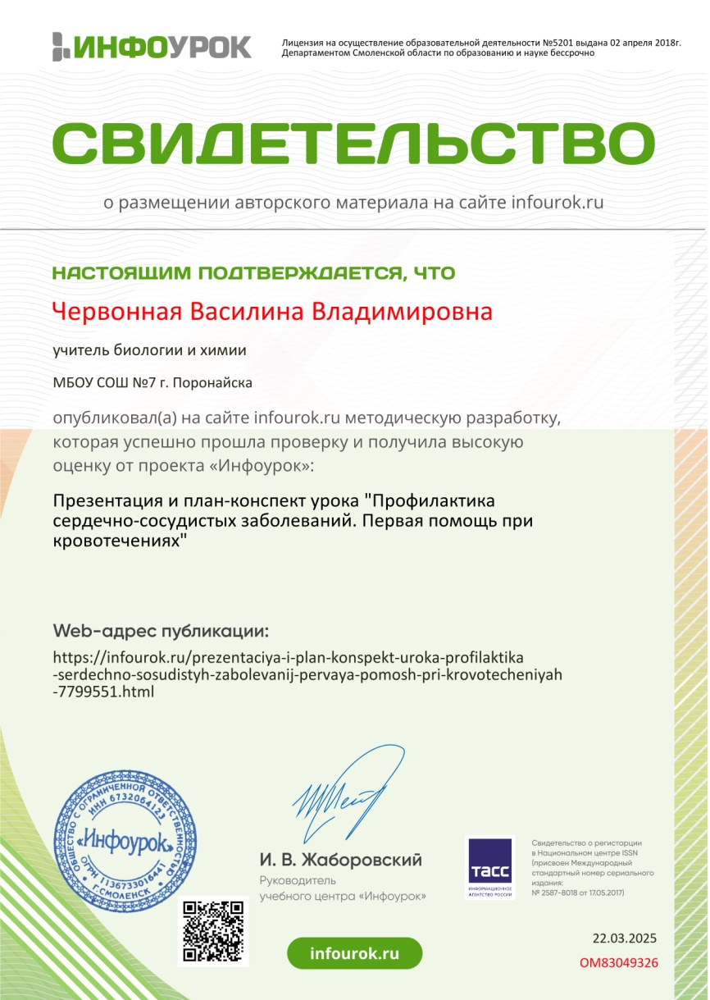 ИНФОУРОК
Лицензия на осуществление образовательной деятельности №5201 выдана 02 апреля 2018г.
Департаментом Смоленской области по образованию и науке бессрочно
СВИДЕТЕЛЬСТВО
о размещении авторского материала на сайте infourok.ru
НАСТОЯЩИМ ПОДТВЕРЖДАЕТСЯ, ЧТО
Червонная Василина Владимировна
учитель биологии и химии
МБОУ СОШ №7 г. Поронайска
опубликовал(а) на сайте infourok.ru методическую разработку,
которая успешно прошла проверку и получила высокую
оценку от проекта «Инфоурок»:
Презентация и план-конспект урока "Профилактика
сердечно-сосудистых заболеваний. Первая помощь при
кровотечениях"
Web-адрес публикации:
https://infourok.ru/prezentaciya-i-plan-konspekt-uroka-profilaktika
-serdechno-sosudistyh-zabolevanij-pervaya-pomosh-pri-krovotecheniyah
-7799551.html
ОБЩЕСТВО С ОГРАНИЧЕННОЙ ОТВЕТСТВЕННОСТЬЮ
ИНН 6732064123
«Инфоурок»
ОГРН 1136733016441
Г.СМОЛЕНСК
И. В. Жаборовский
Руководитель
учебного центра «Инфоурок»
ТАСС
ИНФОРМАЦИОННОЕ
АГЕНТСТВО РОССИИ
Свидетельство о регистарции
в Национальном центре ISSN
(присвоен Международный
стандартный номер сериального
издания:
№ 2587-8018 от 17.05.2017)
infourok.ru
22.03.2025
ОМ83049326